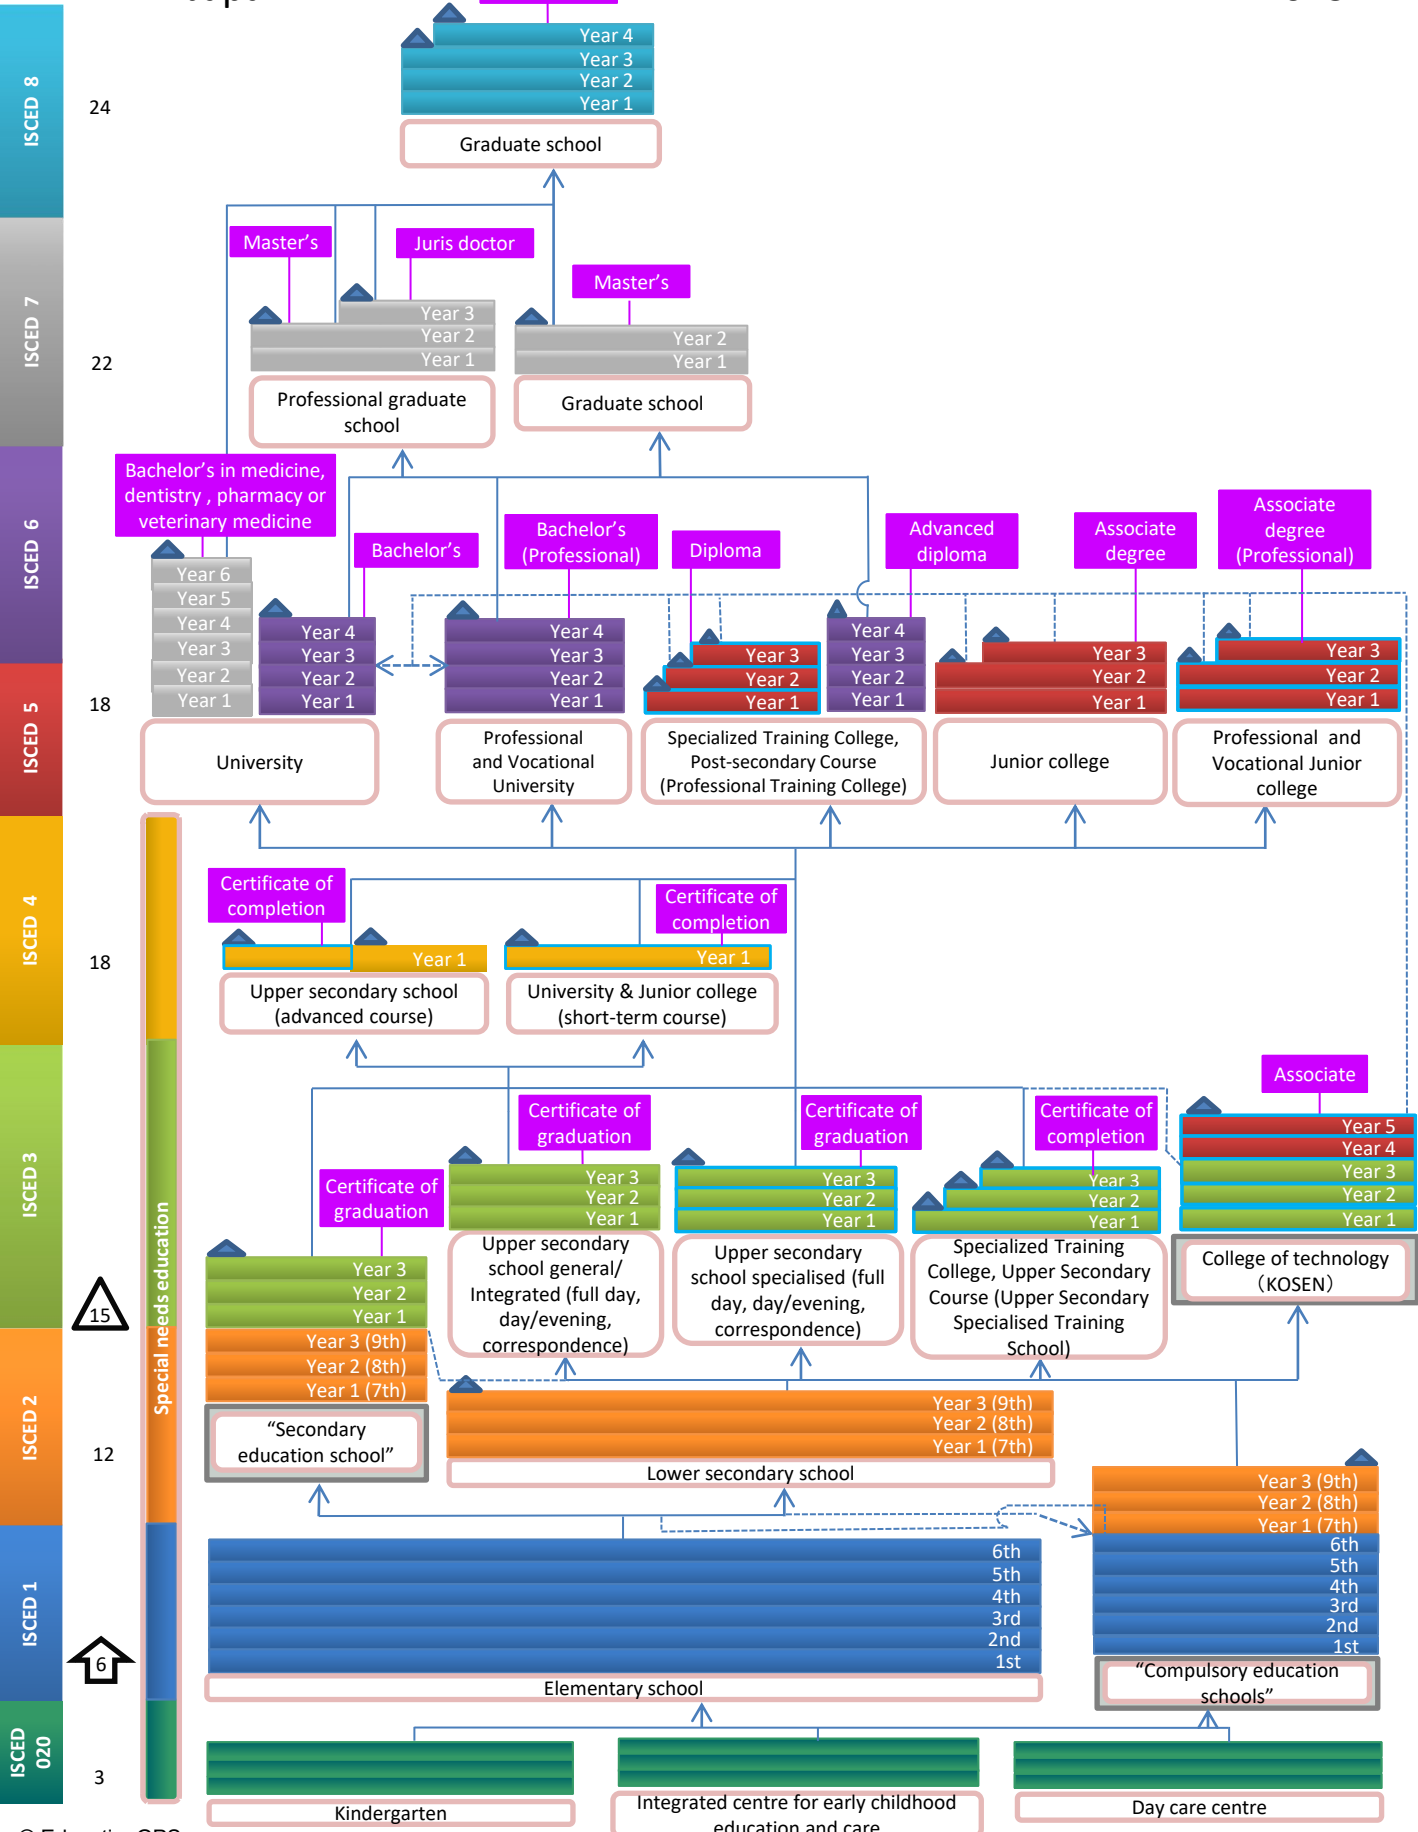 ISCED 8
24
Year 4
Year 3
Year 2
Year 1
Graduate school
ISCED 7
22
Master's
Juris doctor
Master's
Year 3
Year 2
Year 1
Year 2
Year 1
Professional graduate
school
Graduate school
ISCED 6
Bachelor's in medicine,
dentistry , pharmacy or
veterinary medicine
Bachelor's
Bachelor's
(Professional)
Diploma
Advanced
diploma
Associate
degree
Associate
degree
(Professional)
Year 6
Year 5
Year 4
Year 3
Year 2
Year 1
Year 4
Year 3
Year 2
Year 1
Year 4
Year 3
Year 2
Year 1
Year 3
Year 2
Year 1
Year 4
Year 3
Year 2
Year 1
Year 3
Year 2
Year 1
Year 3
Year 2
Year 1
ISCED 5
18
University
Professional
and Vocational
University
Specialized Training College,
Post-secondary Course
(Professional Training College)
Junior college
Professional and
Vocational Junior
college
ISCED 4
18
Certificate of
completion
Certificate of
completion
Year 1
Year 1
Upper secondary school
(advanced course)
University & Junior college
(short-term course)
ISCED 3
15
Special needs education
Certificate of
graduation
Certificate of
graduation
Certificate of
graduation
Certificate of
completion
Associate
Year 3
Year 2
Year 1
Year 3
Year 2
Year 1
Year 3
Year 2
Year 1
Year 5
Year 4
Year 3
Year 2
Year 1
Upper secondary
school general/
Integrated (full day,
day/evening,
correspondence)
Upper secondary
school specialised (full
day, day/evening,
correspondence)
Specialized Training
College, Upper Secondary
Course (Upper Secondary
Specialised Training
School)
College of technology
（KOSEN）
Year 3
Year 2
Year 1
Year 3 (9th)
Year 2 (8th)
Year 1 (7th)
"Secondary
education school"
ISCED 2
12
Year 3 (9th)
Year 2 (8th)
Year 1 (7th)
Lower secondary school
Year 3 (9th)
Year 2 (8th)
Year 1 (7th)
6th
5th
4th
3rd
2nd
1st
"Compulsory education
schools"
ISCED 1
6
6th
5th
4th
3rd
2nd
1st
Elementary school
ISCED
020
3
Kindergarten
Integrated centre for early childhood
education and care
Day care centre